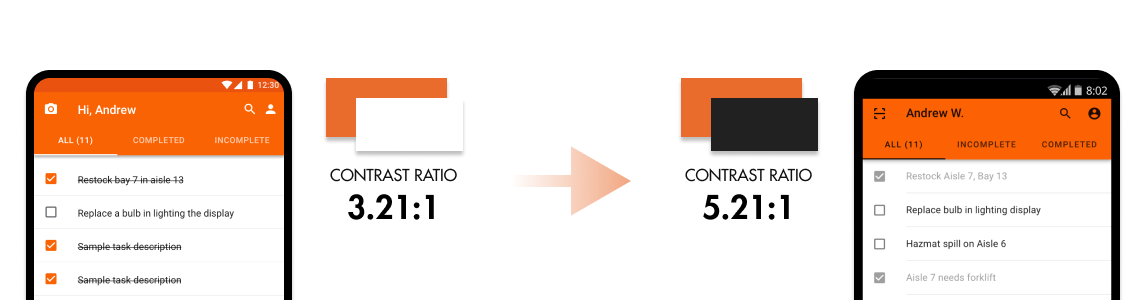 12:30
Hi, Andrew
ALL (11) COMPLETED INCOMPLETE
Restock bay 7 in aisle 13
Replace a bulb in lighting the display
Sample task description
Sample task description
CONTRAST RATIO
3.21:1
CONTRAST RATIO
5.21:1
8:02
Andrew W.
ALL (11) INCOMPLETE COMPLETED
Restock Aisle 7, Bay 13
Replace bulb in lighting display
Hazmat spill on Aisle 6
Aisle 7 needs forklift